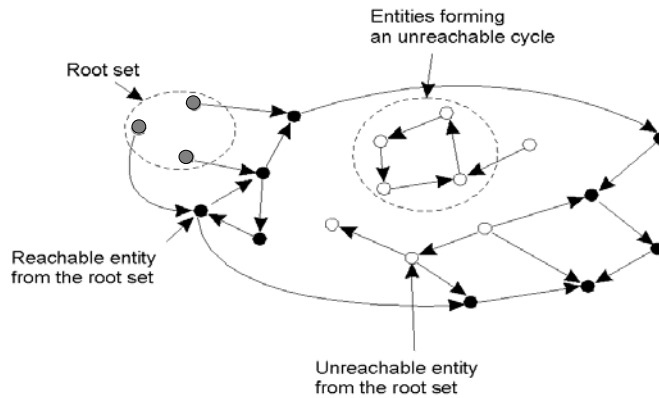 Entities forming
an unreachable cycle
Root set
Reachable entity
from the root set
Unreachable entity
from the root set